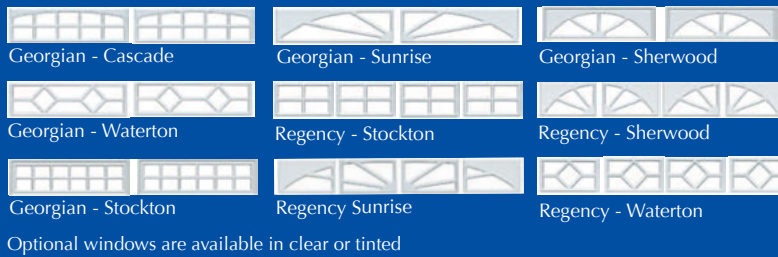 Georgian - Cascade
Georgian - Sunrise
Georgian - Sherwood
Georgian - Waterton
Regency - Stockton
Regency - Sherwood
Georgian - Stockton
Regency Sunrise
Regency - Waterton
Optional windows are available in clear or tinted